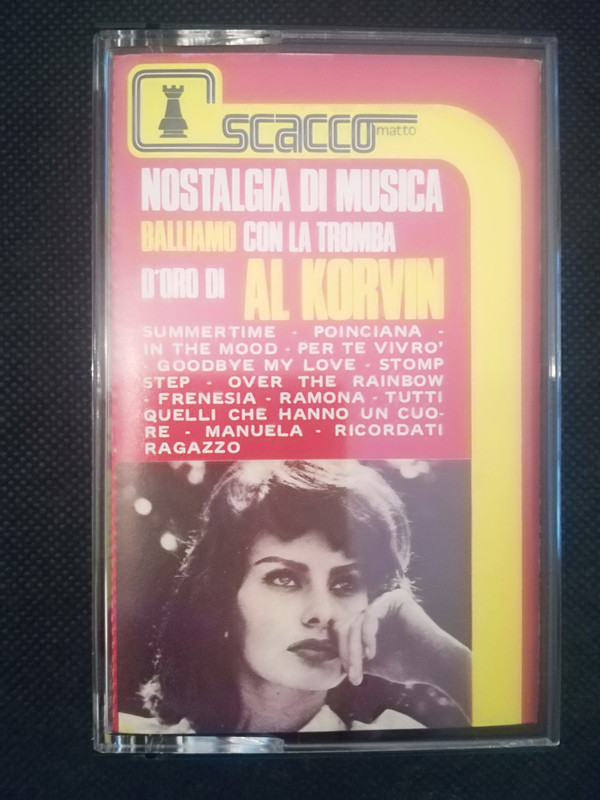 scacco matto
NOSTALGIA DI MUSICA
BALLIAMO CON LA TROMBA
D'ORO DI AL KORVIN
SUMMERTIME - POINCIANA -
IN THE MOOD - PER TE VIVRO'
- GOODBYE MY LOVE - STOMP
STEP - OVER THE RAINBOW
- FRENESIA - RAMONA - TUTTI
QUELLI CHE HANNO UN CUO-
RE - MANUELA - RICORDATI
RAGAZZO